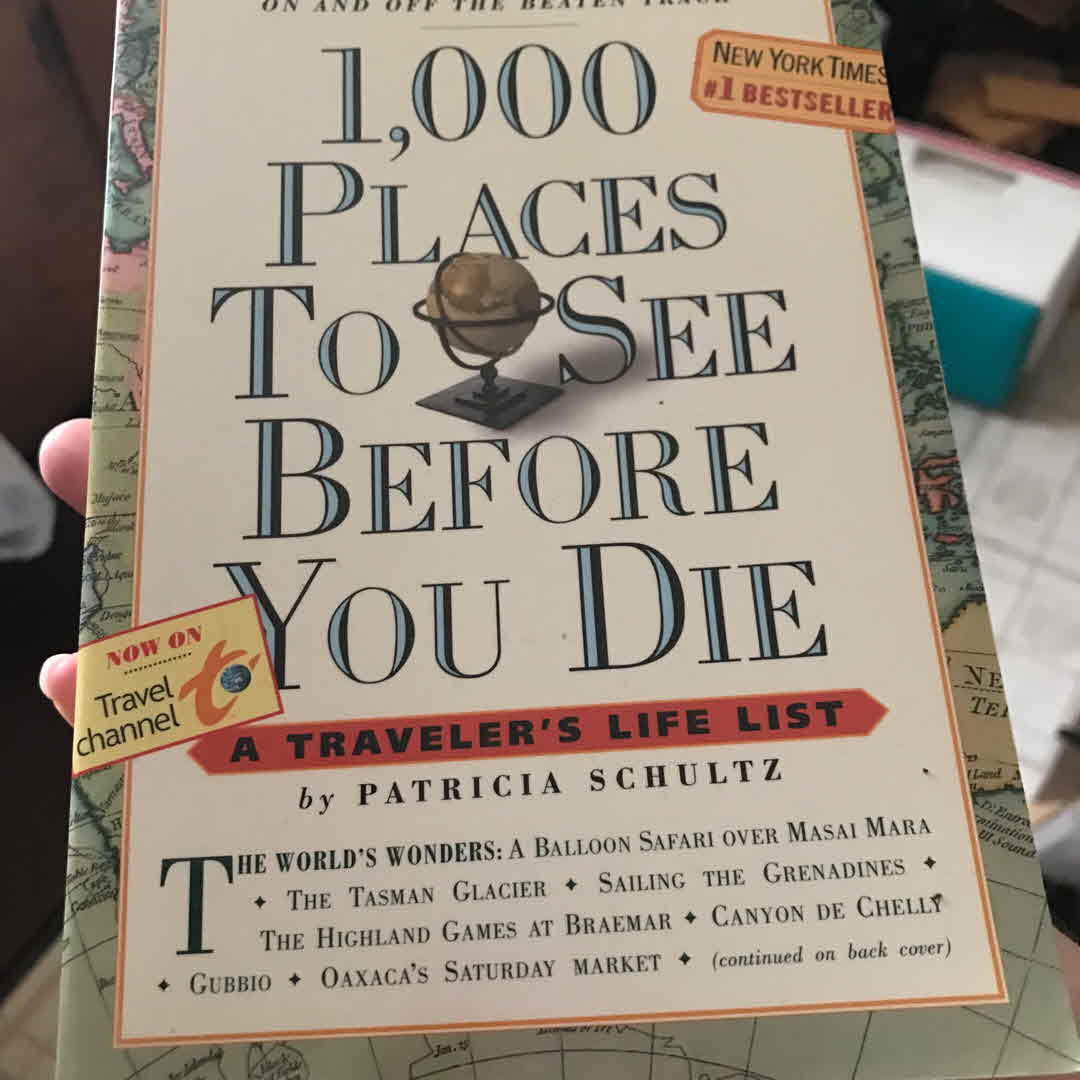 ON AND OFF THE BEATEN TRACK
1,000
PLACES
TO SEE
BEFORE
YOU DIE
NEW YORK TIMES
#1 BESTSELLER
NOW ON
Travel
channel
A TRAVELER'S LIFE LIST
by PATRICIA SCHULTZ
THE WORLD'S WONDERS: A BALLOON SAFARI OVER MASAI MARA
✦ THE TASMAN GLACIER ✦ SAILING THE GRENADINES ✦
THE HIGHLAND GAMES AT BRAEMAR ✦ CANYON DE CHELLY
✦ GUBBIO ✦ OAXACA'S SATURDAY MARKET ✦ (continued on back cover)